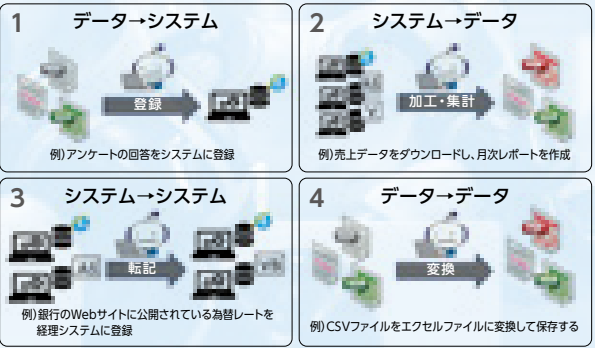 1 データ→システム
登録
例)アンケートの回答をシステムに登録
2 システム→データ
加工・集計
例)売上データをダウンロードし、月次レポートを作成
3 システム→システム
転記
例)銀行のWebサイトに公開されている為替レートを
経理システムに登録
4 データ→データ
変換
例)CSVファイルをエクセルファイルに変換して保存する